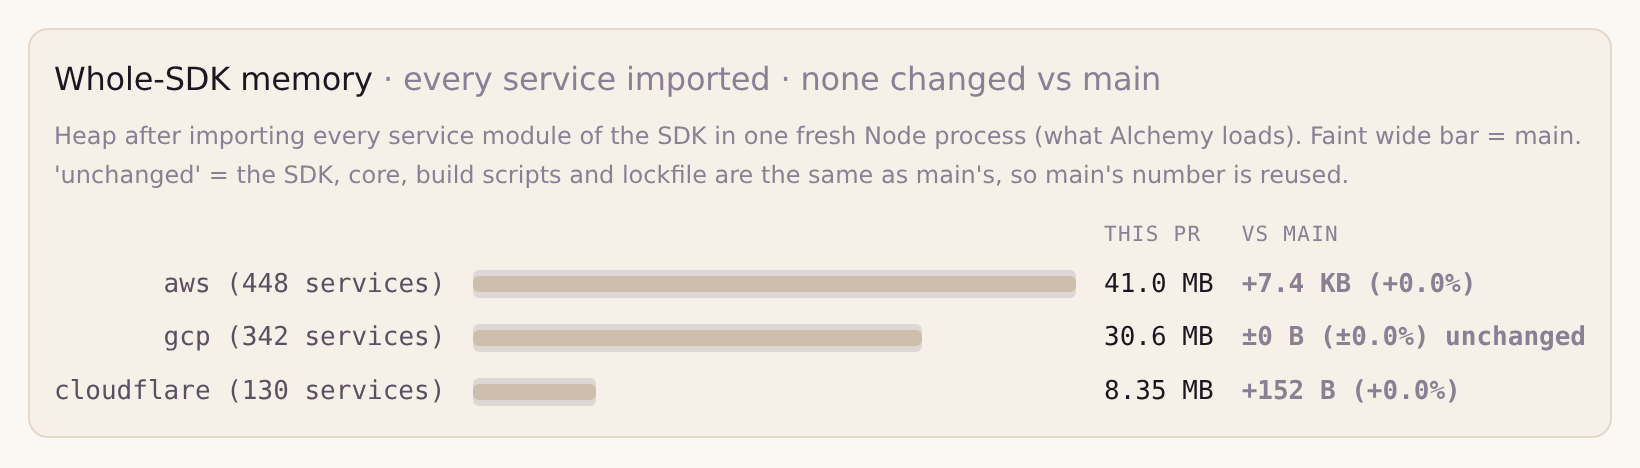 Whole-SDK memory · every service imported · none changed vs main
Heap after importing every service module of the SDK in one fresh Node process (what Alchemy loads). Faint wide bar = main.
'unchanged' = the SDK, core, build scripts and lockfile are the same as main's, so main's number is reused.
THIS PR VS MAIN
aws (448 services) 41.0 MB +7.4 KB (+0.0%)
gcp (342 services) 30.6 MB ±0 B (±0.0%) unchanged
cloudflare (130 services) 8.35 MB +152 B (+0.0%)